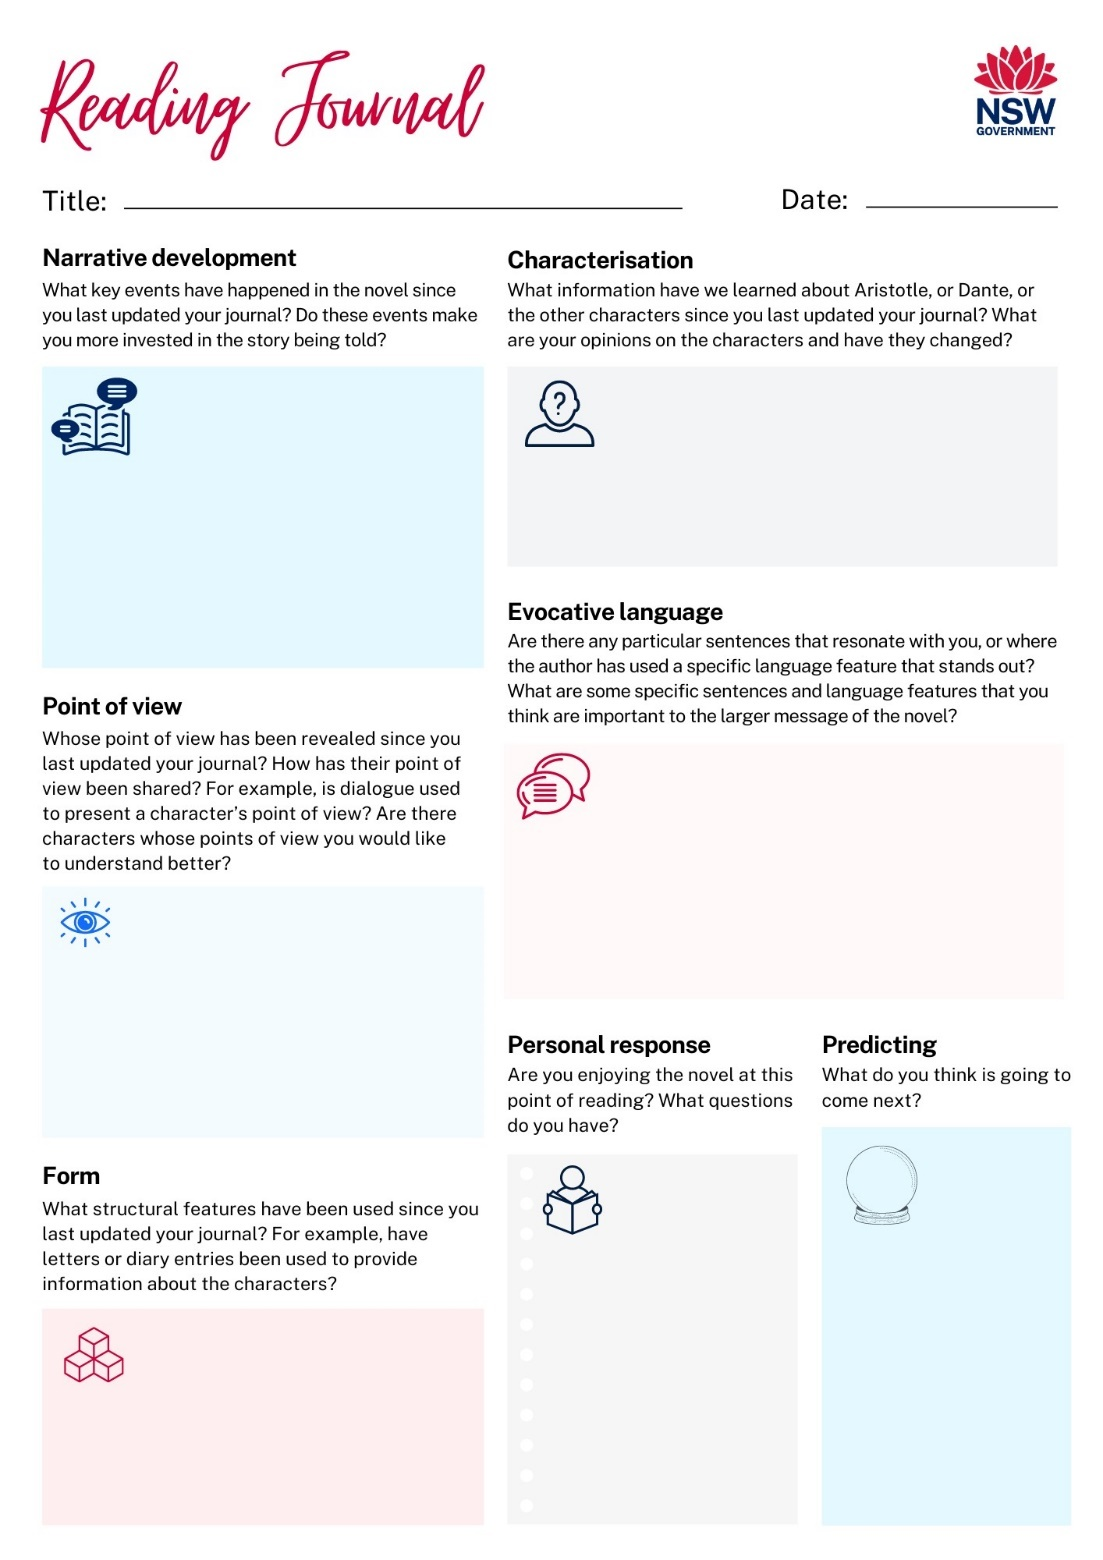 Reading Journal
NSW
GOVERNMENT
Title:
Date:
Narrative development
What key events have happened in the novel since
you last updated your journal? Do these events make
you more invested in the story being told?
Characterisation
What information have we learned about Aristotle, or Dante, or
the other characters since you last updated your journal? What
are your opinions on the characters and have they changed?
?
Evocative language
Are there any particular sentences that resonate with you, or where
the author has used a specific language feature that stands out?
What are some specific sentences and language features that you
think are important to the larger message of the novel?
Point of view
Whose point of view has been revealed since you
last updated your journal? How has their point of
view been shared? For example, is dialogue used
to present a character’s point of view? Are there
characters whose points of view you would like
to understand better?
Personal response
Are you enjoying the novel at this
point of reading? What questions
do you have?
Predicting
What do you think is going to
come next?
Form
What structural features have been used since you
last updated your journal? For example, have
letters or diary entries been used to provide
information about the characters?